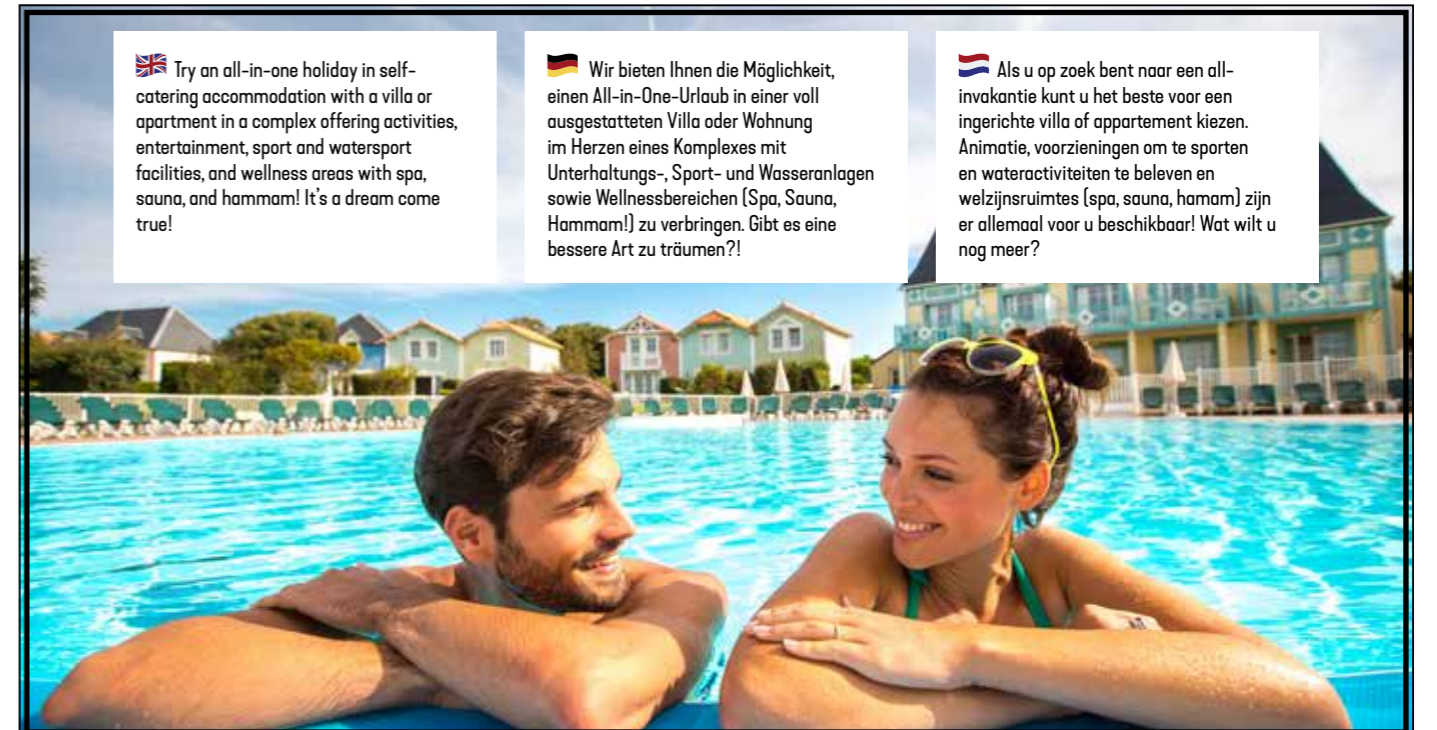 Try an all-in-one holiday in self-
catering accommodation with a villa or
apartment in a complex offering activities,
entertainment, sport and watersport
facilities, and wellness areas with spa,
sauna, and hammam! It's a dream come
true!
Wir bieten Ihnen die Möglichkeit,
einen All-in-One-Urlaub in einer voll
ausgestatteten Villa oder Wohnung
im Herzen eines Komplexes mit
Unterhaltungs-, Sport- und Wasseranlagen
sowie Wellnessbereichen (Spa, Sauna,
Hammam!) zu verbringen. Gibt es eine
bessere Art zu träumen?!
Als u op zoek bent naar een all-
invakantie kunt u het beste voor een
ingerichte villa of appartement kiezen.
Animatie, voorzieningen om te sporten
en wateractiviteiten te beleven en
welzijnsruimtes (spa, sauna, hamam) zijn
er allemaal voor u beschikbaar! Wat wilt u
nog meer?